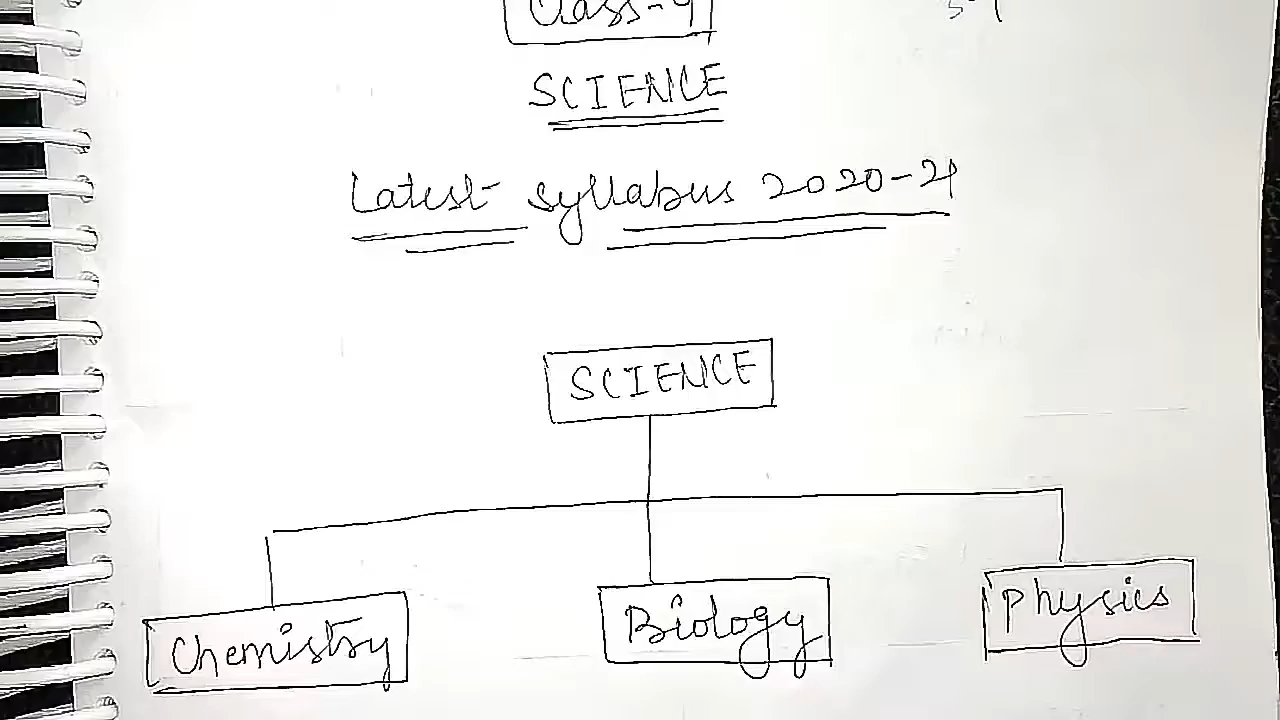 Class-9
SCIENCE
Latest syllabus 2020-21
SCIENCE
Chemistry Biology Physics